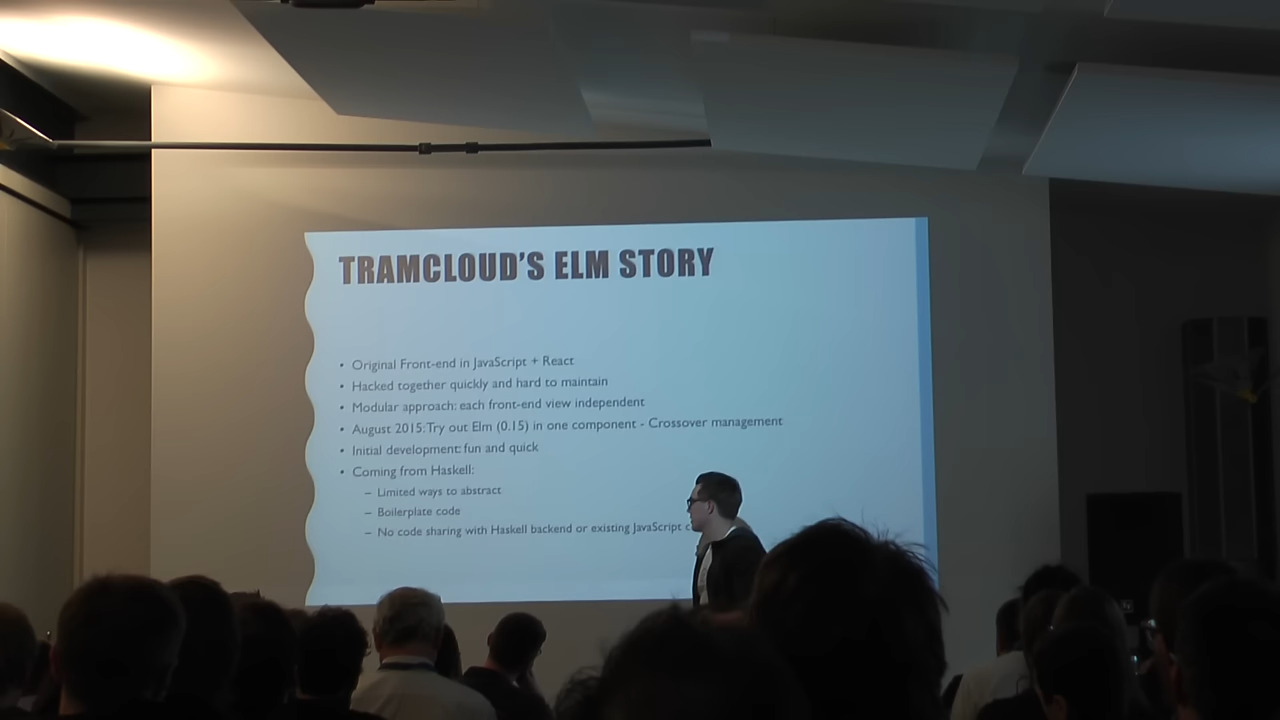 TRAMCLOUD'S ELM STORY
• Original Front-end in JavaScript + React
• Hacked together quickly and hard to maintain
• Modular approach: each front-end view independent
• August 2015: Try out Elm (0.15) in one component - Crossover management
• Initial development: fun and quick
• Coming from Haskell:
– Limited ways to abstract
– Boilerplate code
– No code sharing with Haskell backend or existing JavaScript